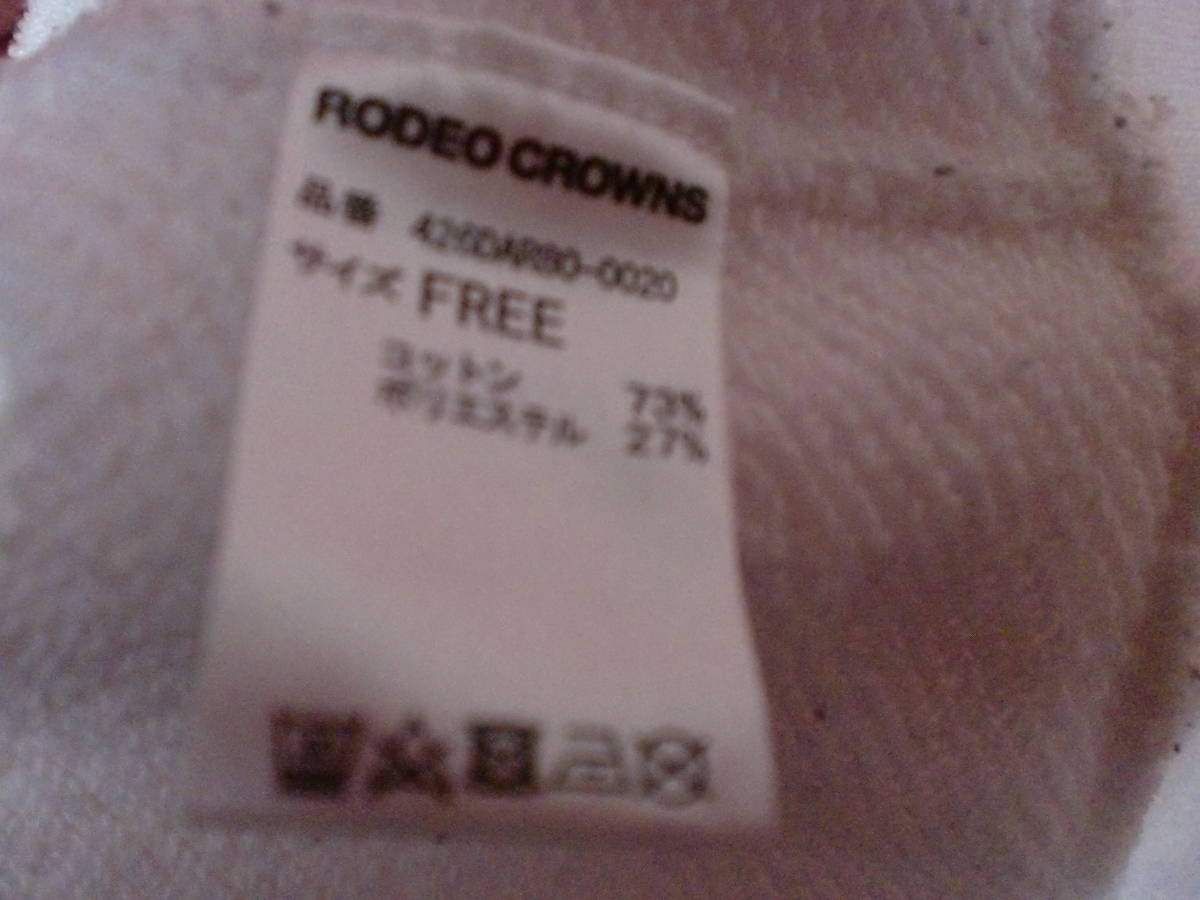 RODEO CROWNS
品番 426DAR80-0020
サイズ FREE
コットン 73%
ポリエステル 27%